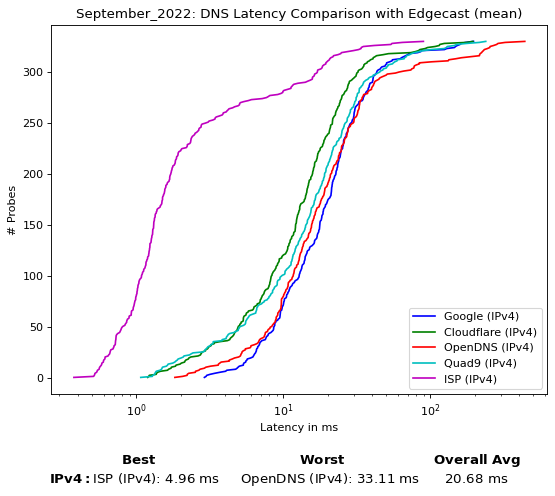 September_2022: DNS Latency Comparison with Edgecast (mean)
# Probes
300
250
200
150
100
50
0
10⁰ 10¹ 10²
Latency in ms
Google (IPv4)
Cloudflare (IPv4)
OpenDNS (IPv4)
Quad9 (IPv4)
ISP (IPv4)
Best Worst Overall Avg
IPv4: ISP (IPv4): 4.96 ms OpenDNS (IPv4): 33.11 ms 20.68 ms